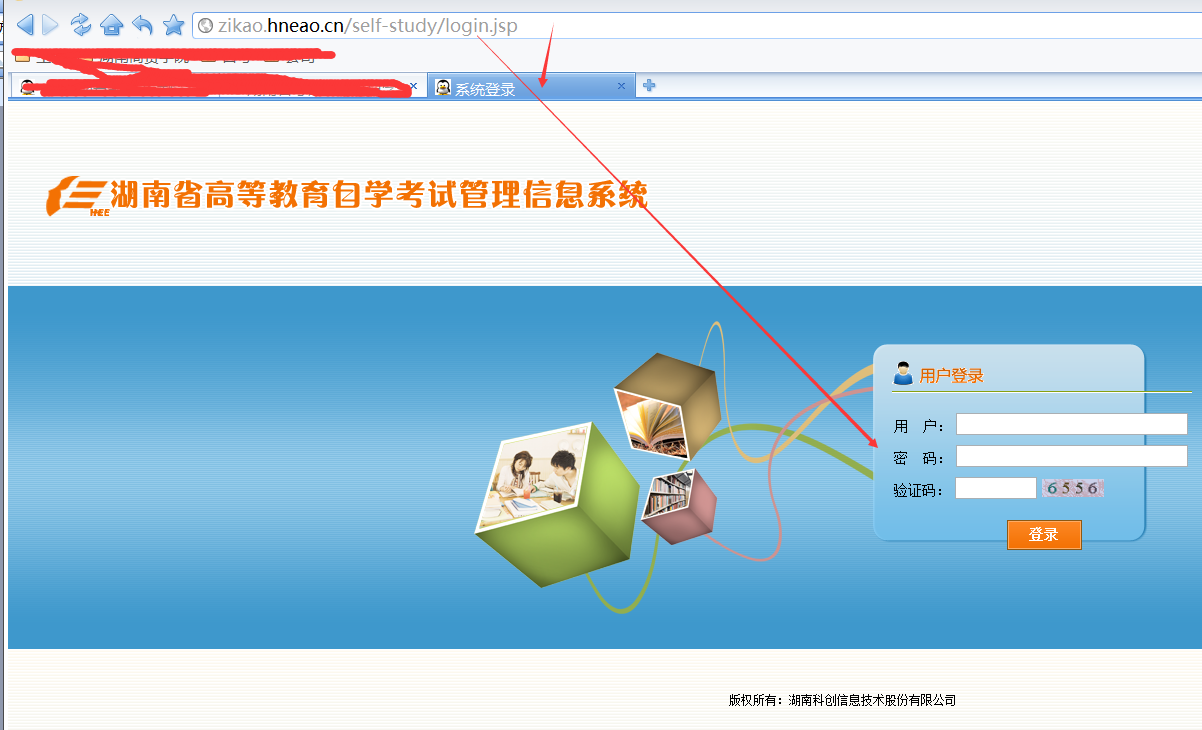 zikao.hneao.cn/self-study/login.jsp
系统登录
HNEE
湖南省高等教育自学考试管理信息系统
用户登录
用 户：
密 码：
验证码： 6556
登录
版权所有：湖南科创信息技术股份有限公司